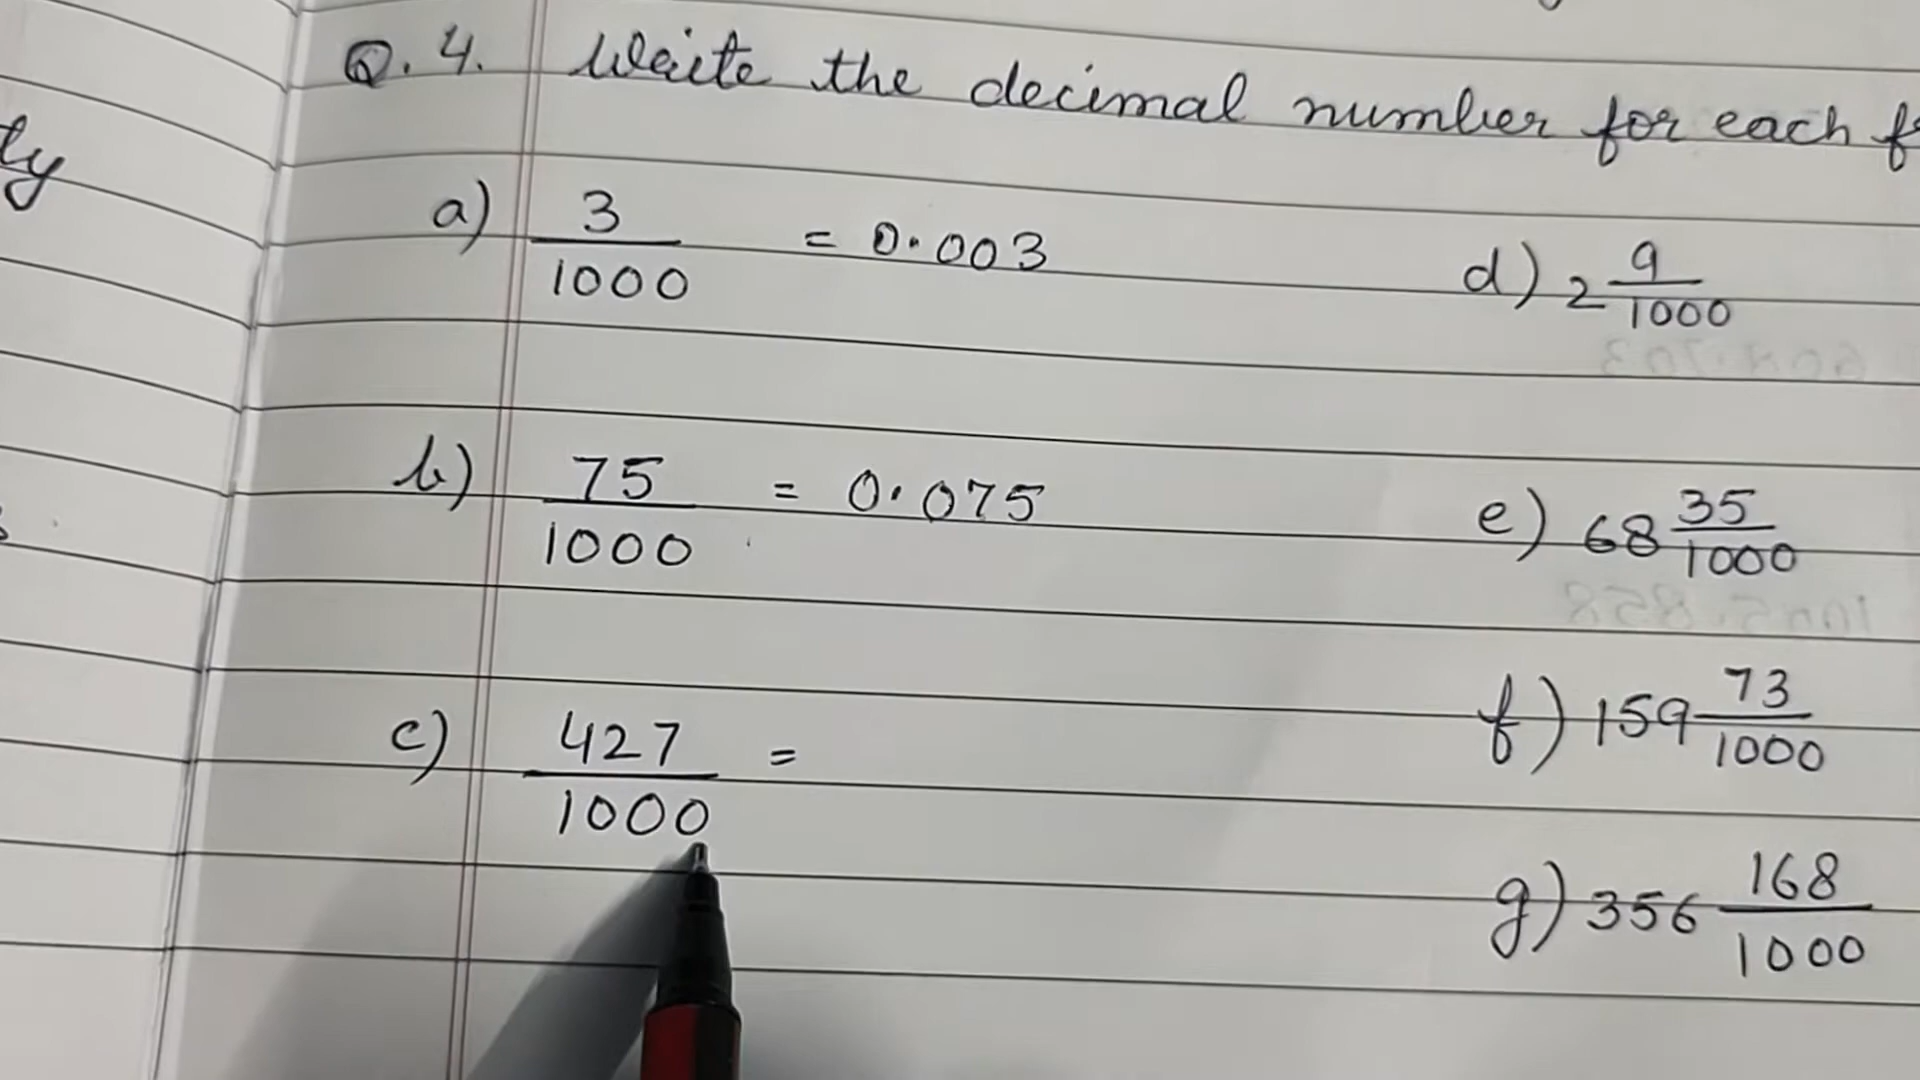 Q.4. Write the decimal number for each
a) 3/1000 = 0.003
b) 75/1000 = 0.075
c) 427/1000 =
d) 2 9/1000
e) 68 35/1000
f) 159 73/1000
g) 356 168/1000